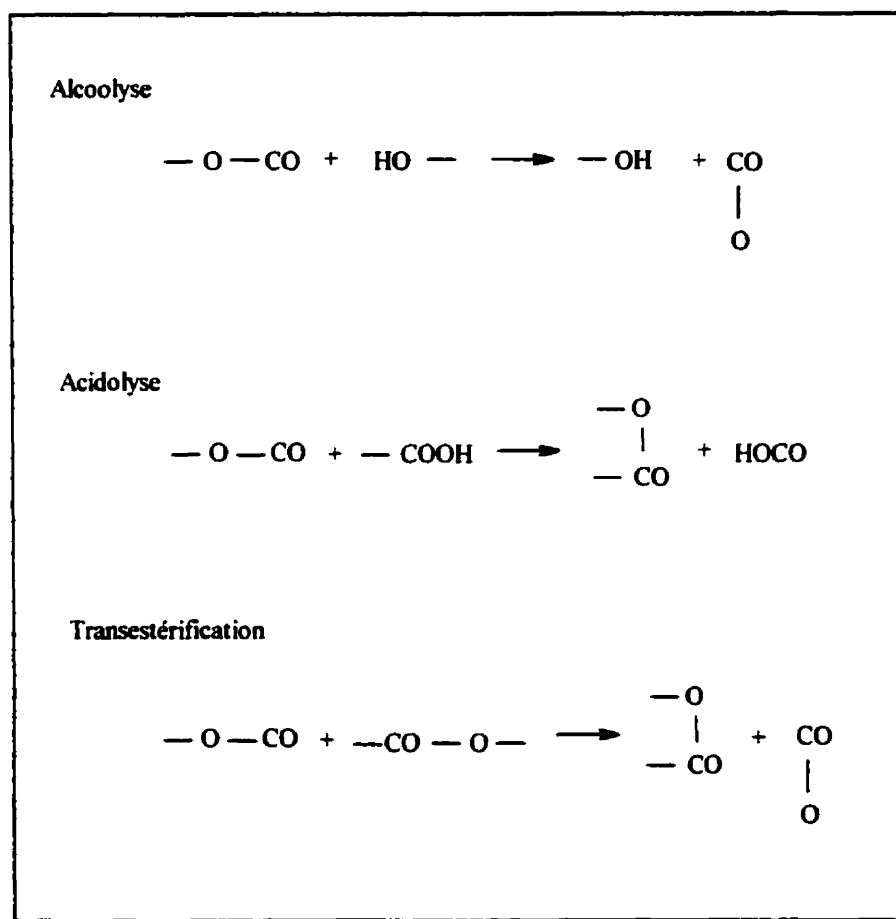 Alcoolyse
— O — CO + HO — ⟶ — OH + CO
|
O
Acidolyse
— O
|
— O — CO + — COOH ⟶ + HOCO
— CO
Transestérification
— O
|
— O — CO + —CO — O — ⟶ + CO
— CO
|
O